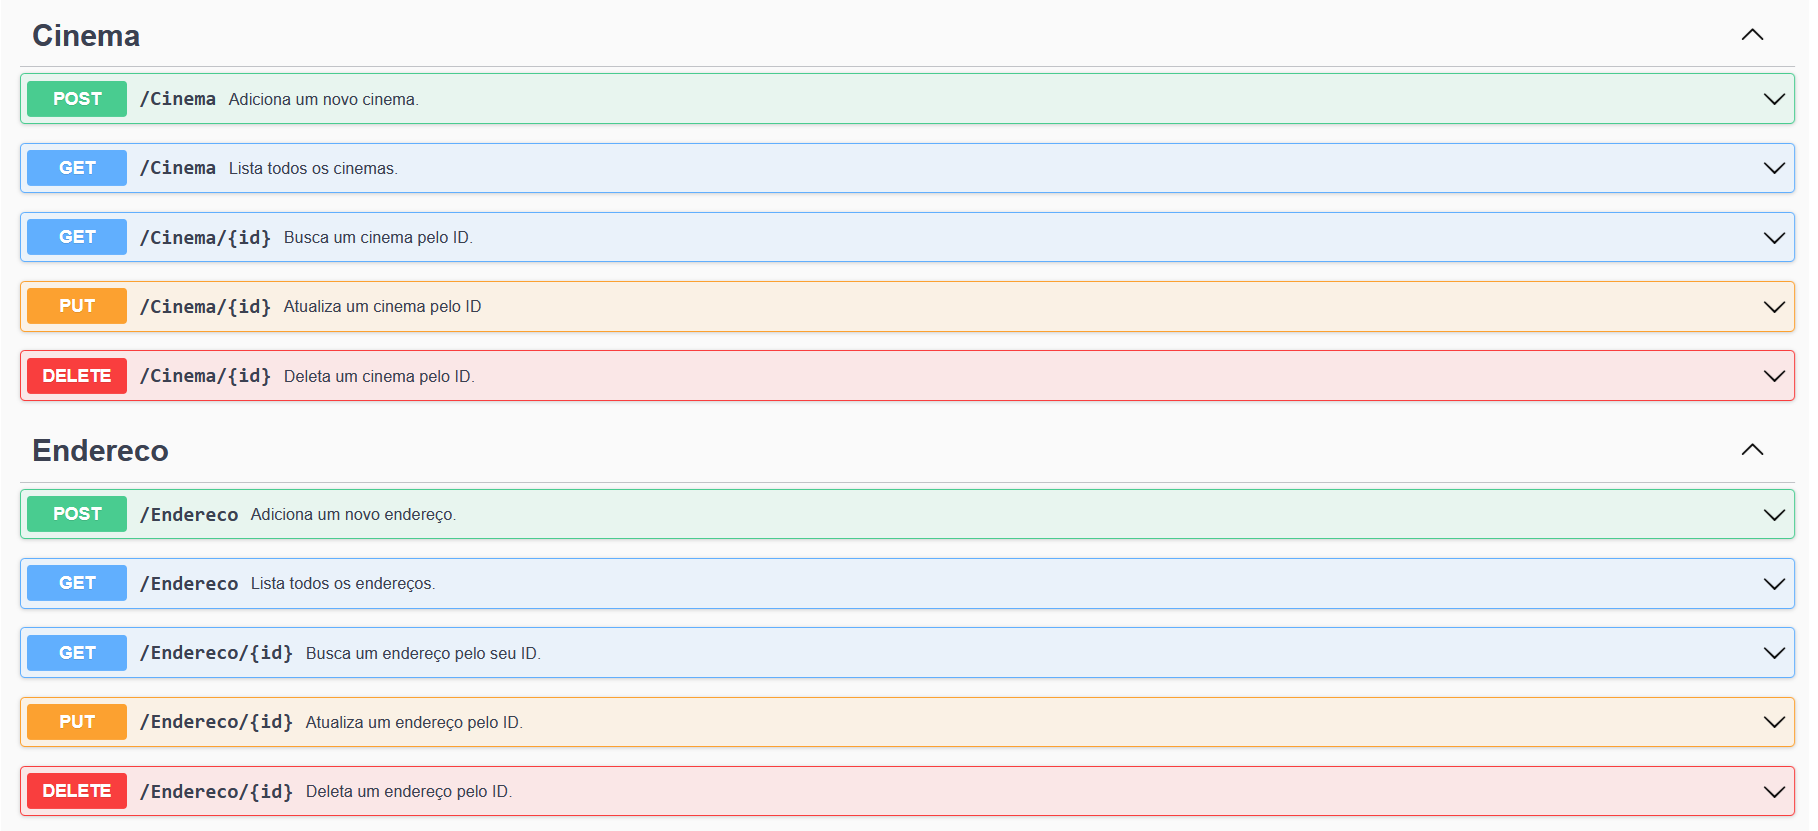 Cinema
POST /Cinema Adiciona um novo cinema.
GET /Cinema Lista todos os cinemas.
GET /Cinema/{id} Busca um cinema pelo ID.
PUT /Cinema/{id} Atualiza um cinema pelo ID
DELETE /Cinema/{id} Deleta um cinema pelo ID.
Endereco
POST /Endereco Adiciona um novo endereço.
GET /Endereco Lista todos os endereços.
GET /Endereco/{id} Busca um endereço pelo seu ID.
PUT /Endereco/{id} Atualiza um endereço pelo ID.
DELETE /Endereco/{id} Deleta um endereço pelo ID.